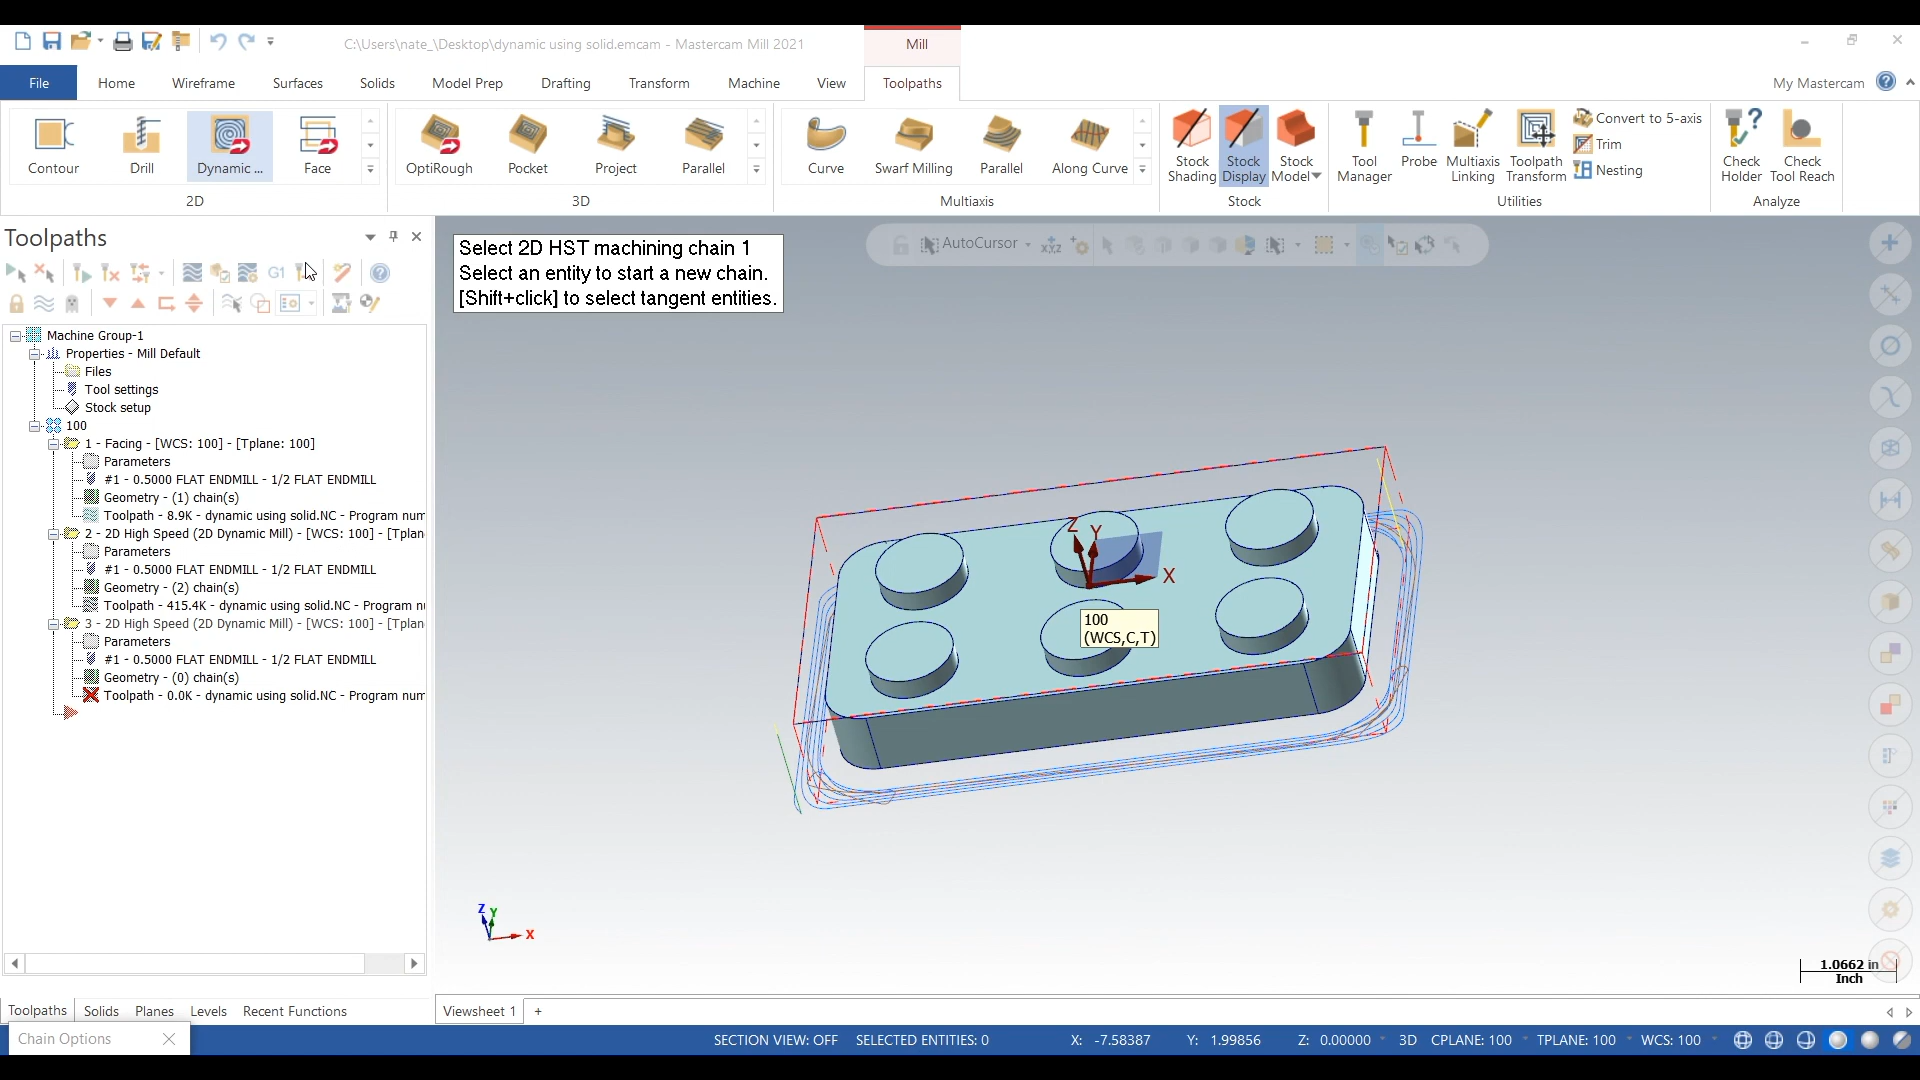 C:\Users\nate_\Desktop\dynamic using solid.emcam - Mastercam Mill 2021
Mill
File
Home
Wireframe
Surfaces
Solids
Model Prep
Drafting
Transform
Machine
View
Toolpaths
My Mastercam
Contour
Drill
Dynamic ...
Face
2D
OptiRough
Pocket
Project
Parallel
3D
Curve
Swarf Milling
Parallel
Along Curve
Multiaxis
Stock
Shading
Stock
Display
Stock
Model
Stock
Tool
Manager
Probe
Multiaxis
Linking
Toolpath
Transform
Convert to 5-axis
Trim
Nesting
Utilities
Check
Holder
Check
Tool Reach
Analyze
Toolpaths
G1
Machine Group-1
Properties - Mill Default
Files
Tool settings
Stock setup
100
1 - Facing - [WCS: 100] - [Tplane: 100]
Parameters
#1 - 0.5000 FLAT ENDMILL - 1/2 FLAT ENDMILL
Geometry - (1) chain(s)
Toolpath - 8.9K - dynamic using solid.NC - Program num
2 - 2D High Speed (2D Dynamic Mill) - [WCS: 100] - [Tplan
Parameters
#1 - 0.5000 FLAT ENDMILL - 1/2 FLAT ENDMILL
Geometry - (2) chain(s)
Toolpath - 415.4K - dynamic using solid.NC - Program n
3 - 2D High Speed (2D Dynamic Mill) - [WCS: 100] - [Tplan
Parameters
#1 - 0.5000 FLAT ENDMILL - 1/2 FLAT ENDMILL
Geometry - (0) chain(s)
Toolpath - 0.0K - dynamic using solid.NC - Program num
Select 2D HST machining chain 1
Select an entity to start a new chain.
[Shift+click] to select tangent entities.
AutoCursor
Z
Y
X
100
(WCS,C,T)
Z
Y
X
1.0662 in
Inch
Toolpaths
Solids
Planes
Levels
Recent Functions
Viewsheet 1
+
Chain Options
SECTION VIEW: OFF
SELECTED ENTITIES: 0
X: -7.58387
Y: 1.99856
Z: 0.00000
3D
CPLANE: 100
TPLANE: 100
WCS: 100